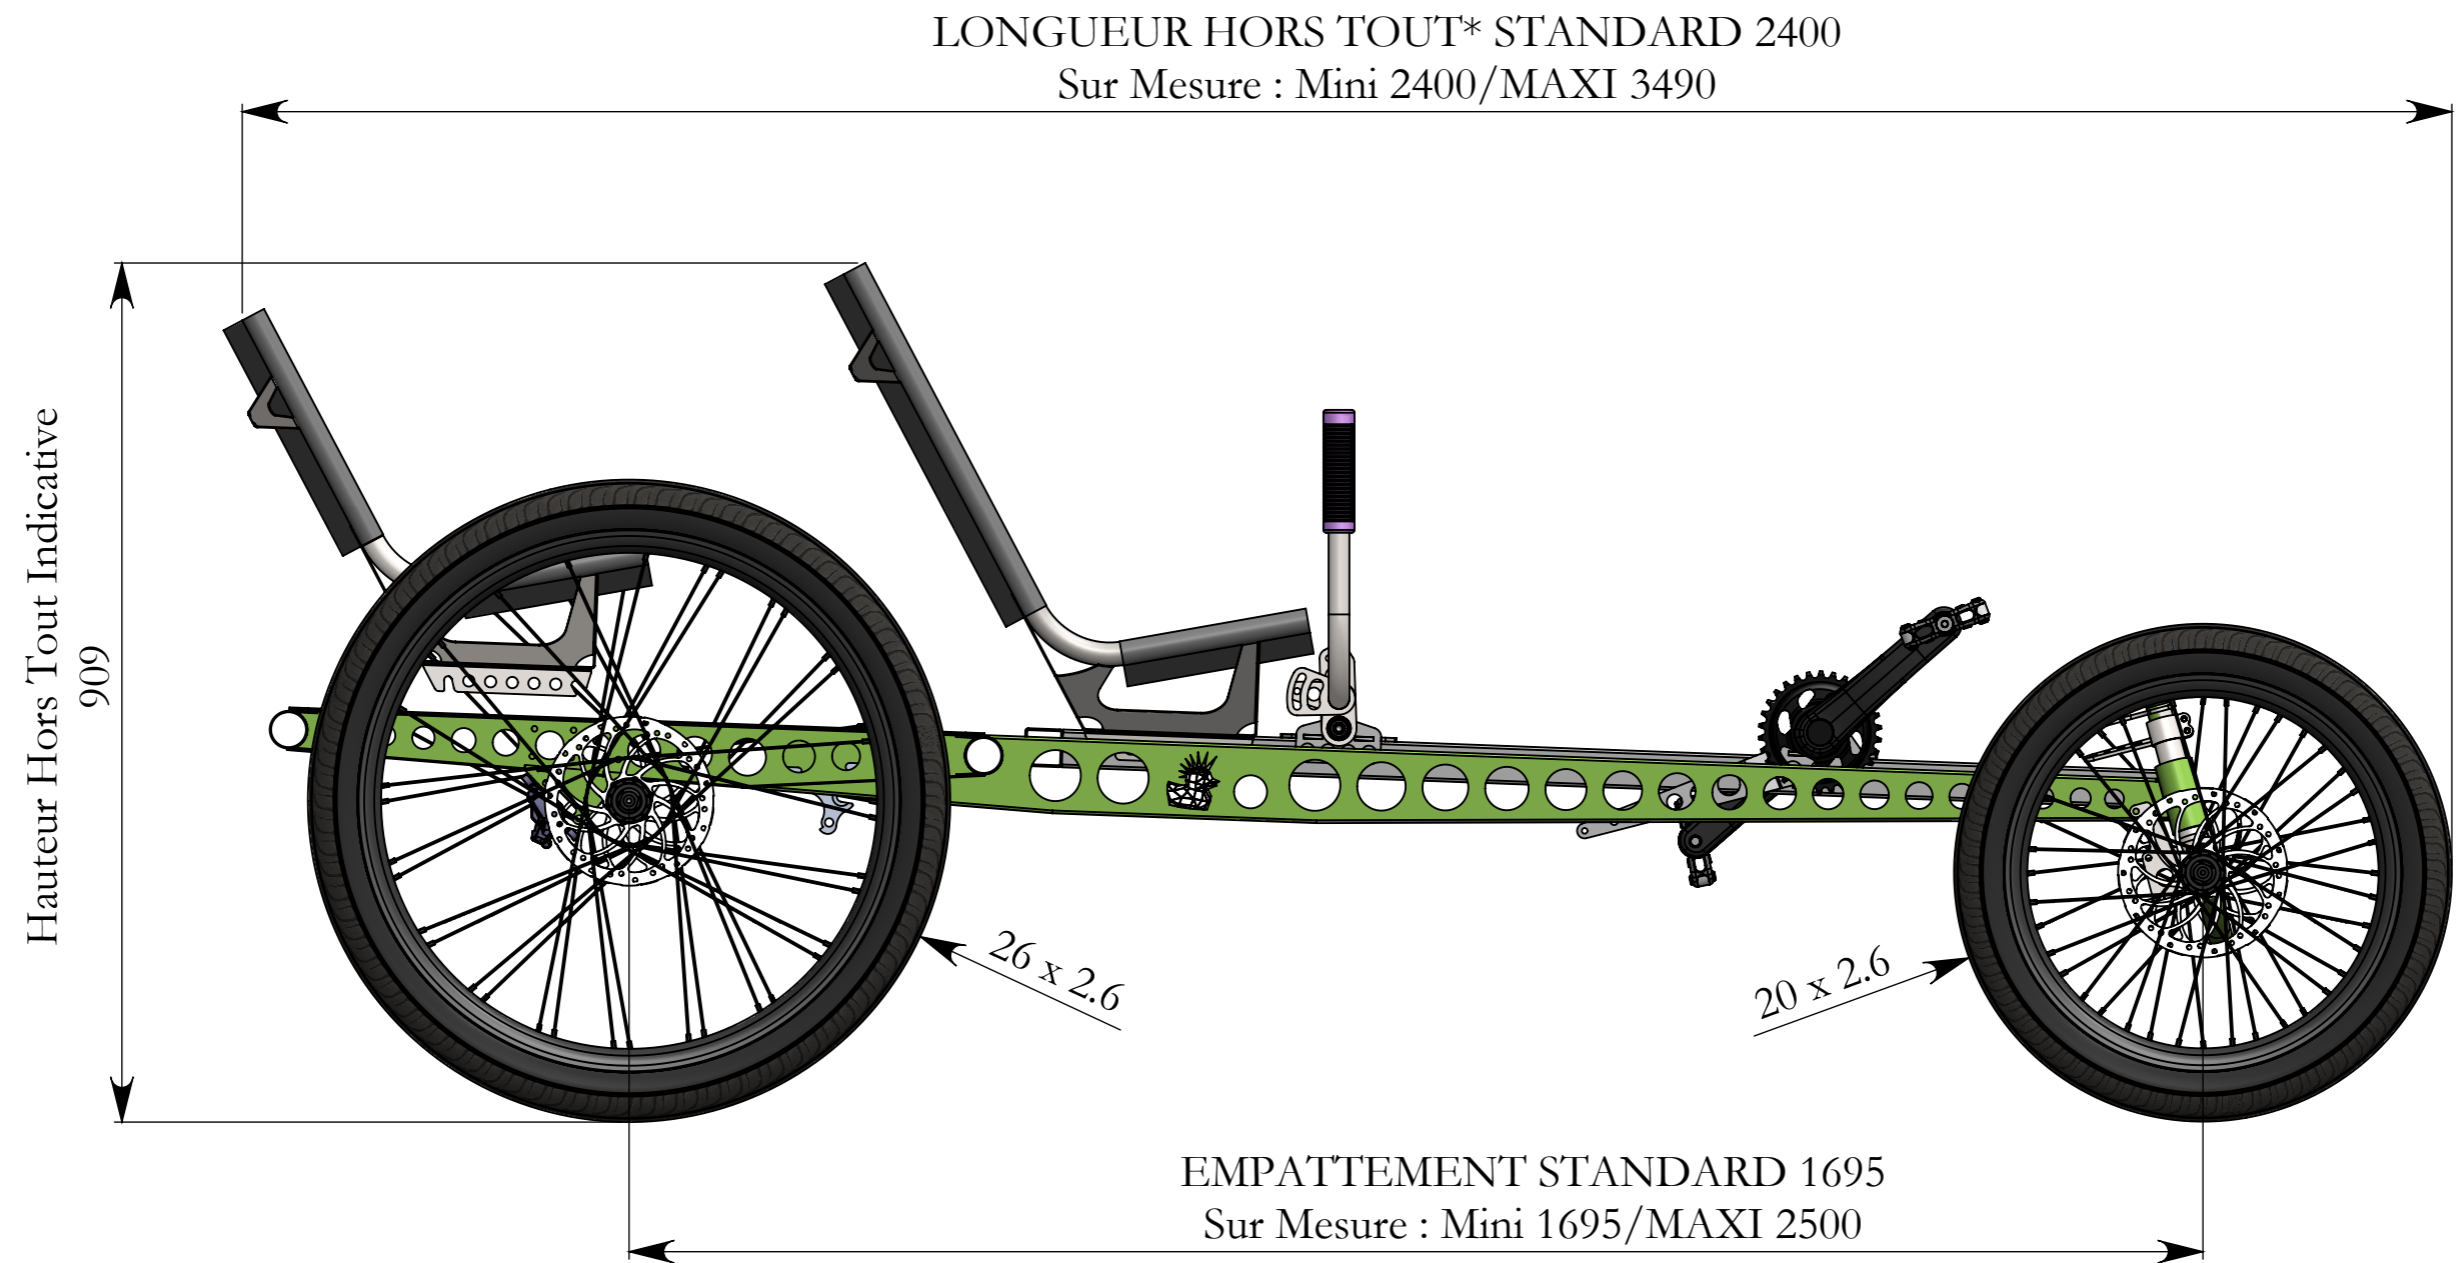 LONGUEUR HORS TOUT* STANDARD 2400
Sur Mesure : Mini 2400/MAXI 3490
Hauteur Hors Tout Indicative
909
26 x 2.6
20 x 2.6
EMPATTEMENT STANDARD 1695
Sur Mesure : Mini 1695/MAXI 2500